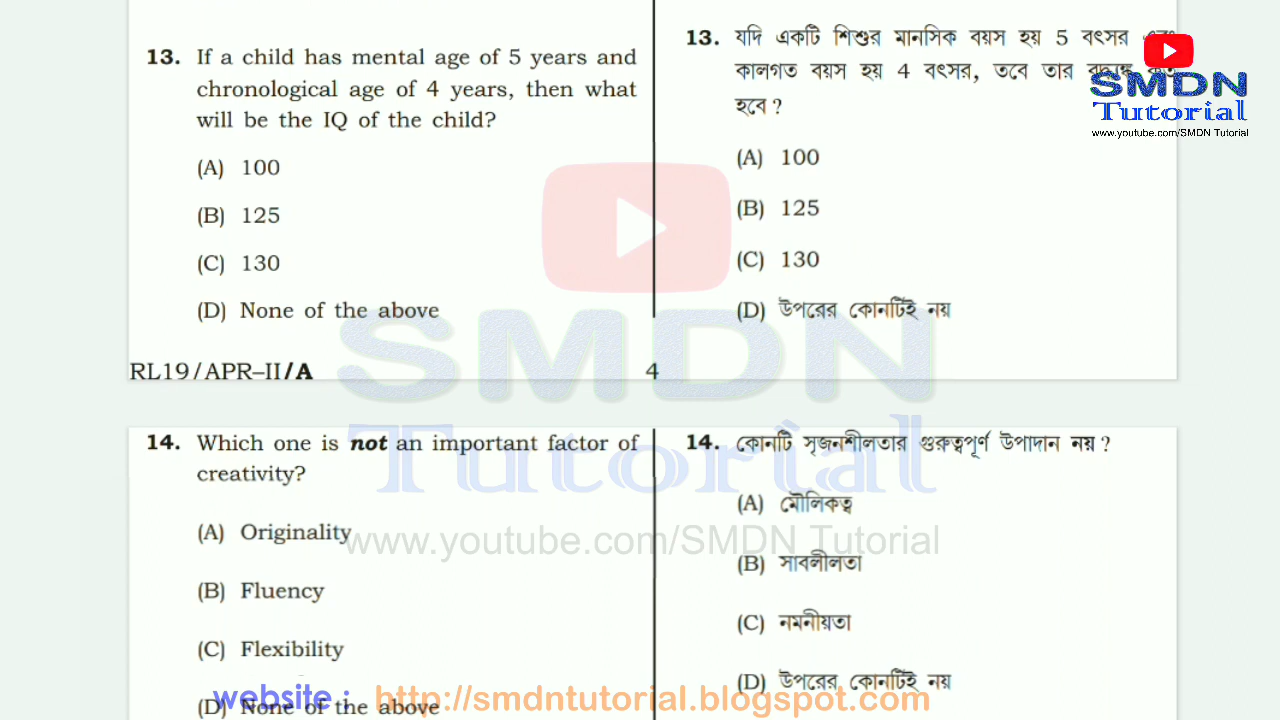 13. If a child has mental age of 5 years and
chronological age of 4 years, then what
will be the IQ of the child?
(A) 100
(B) 125
(C) 130
(D) None of the above
RL19/APR–II/A
4
13. যদি একটি শিশুর মানসিক বয়স হয় 5 বৎসর এবং
কালগত বয়স হয় 4 বৎসর, তবে তার
হবে ?
(A) 100
(B) 125
(C) 130
(D) উপরের কোনটিই নয়
14. Which one is not an important factor of
creativity?
(A) Originality
(B) Fluency
(C) Flexibility
(D) None of the above
14. কোনটি সৃজনশীলতার গুরুত্বপূর্ণ উপাদান নয় ?
(A) মৌলিকত্ব
(B) সাবলীলতা
(C) নমনীয়তা
(D) উপরের কোনটিই নয়
SMDN
Tutorial
www.youtube.com/SMDN Tutorial
SMDN
Tutorial
www.youtube.com/SMDN Tutorial
website : http://smdntutorial.blogspot.com